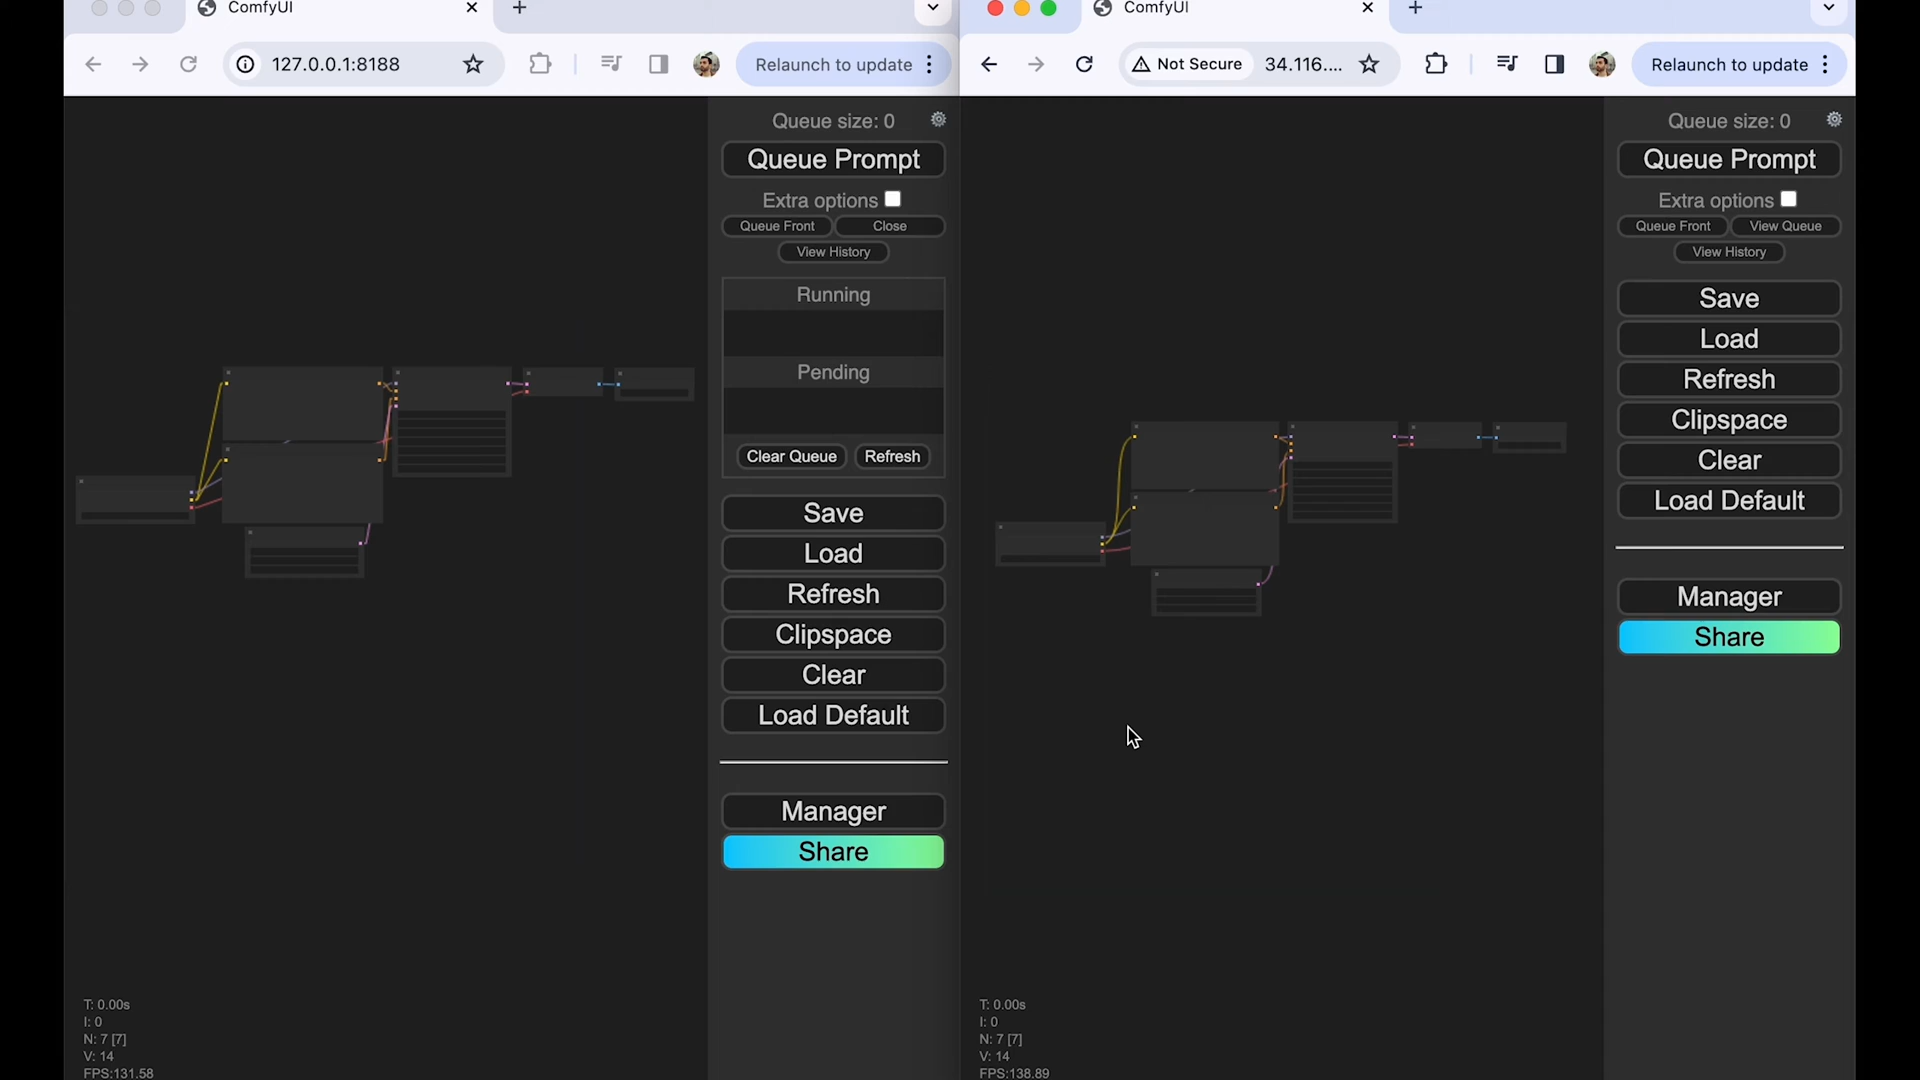 ComfyUI
127.0.0.1:8188
Relaunch to update
Queue size: 0
Queue Prompt
Extra options
Queue Front
Close
View History
Running
Pending
Clear Queue
Refresh
Save
Load
Refresh
Clipspace
Clear
Load Default
Manager
Share
T: 0.00s
I: 0
N: 7 [7]
V: 14
FPS:131.58
ComfyUI
Not Secure
34.116....
Relaunch to update
Queue size: 0
Queue Prompt
Extra options
Queue Front
View Queue
View History
Save
Load
Refresh
Clipspace
Clear
Load Default
Manager
Share
T: 0.00s
I: 0
N: 7 [7]
V: 14
FPS:138.89